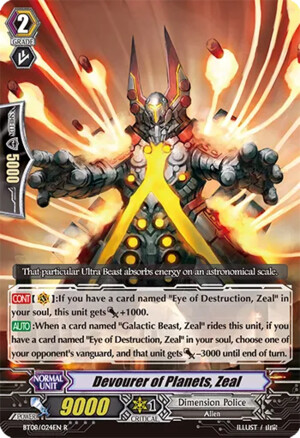 2
GRADE
SHIELD
5000
That particular Ultra Beast absorbs energy on an astronomical scale.
CONT [ ]:If you have a card named "Eye of Destruction, Zeal" in
your soul, this unit gets +1000.
AUTO:When a card named "Galactic Beast, Zeal" rides this unit, if you
have a card named "Eye of Destruction, Zeal" in your soul, choose one of
your opponent's vanguard, and that unit gets -3000 until end of turn.
NORMAL
UNIT
Devourer of Planets, Zeal
POWER
9000
1
CRITICAL
Dimension Police
Alien
BT08/024EN R
ILLUST